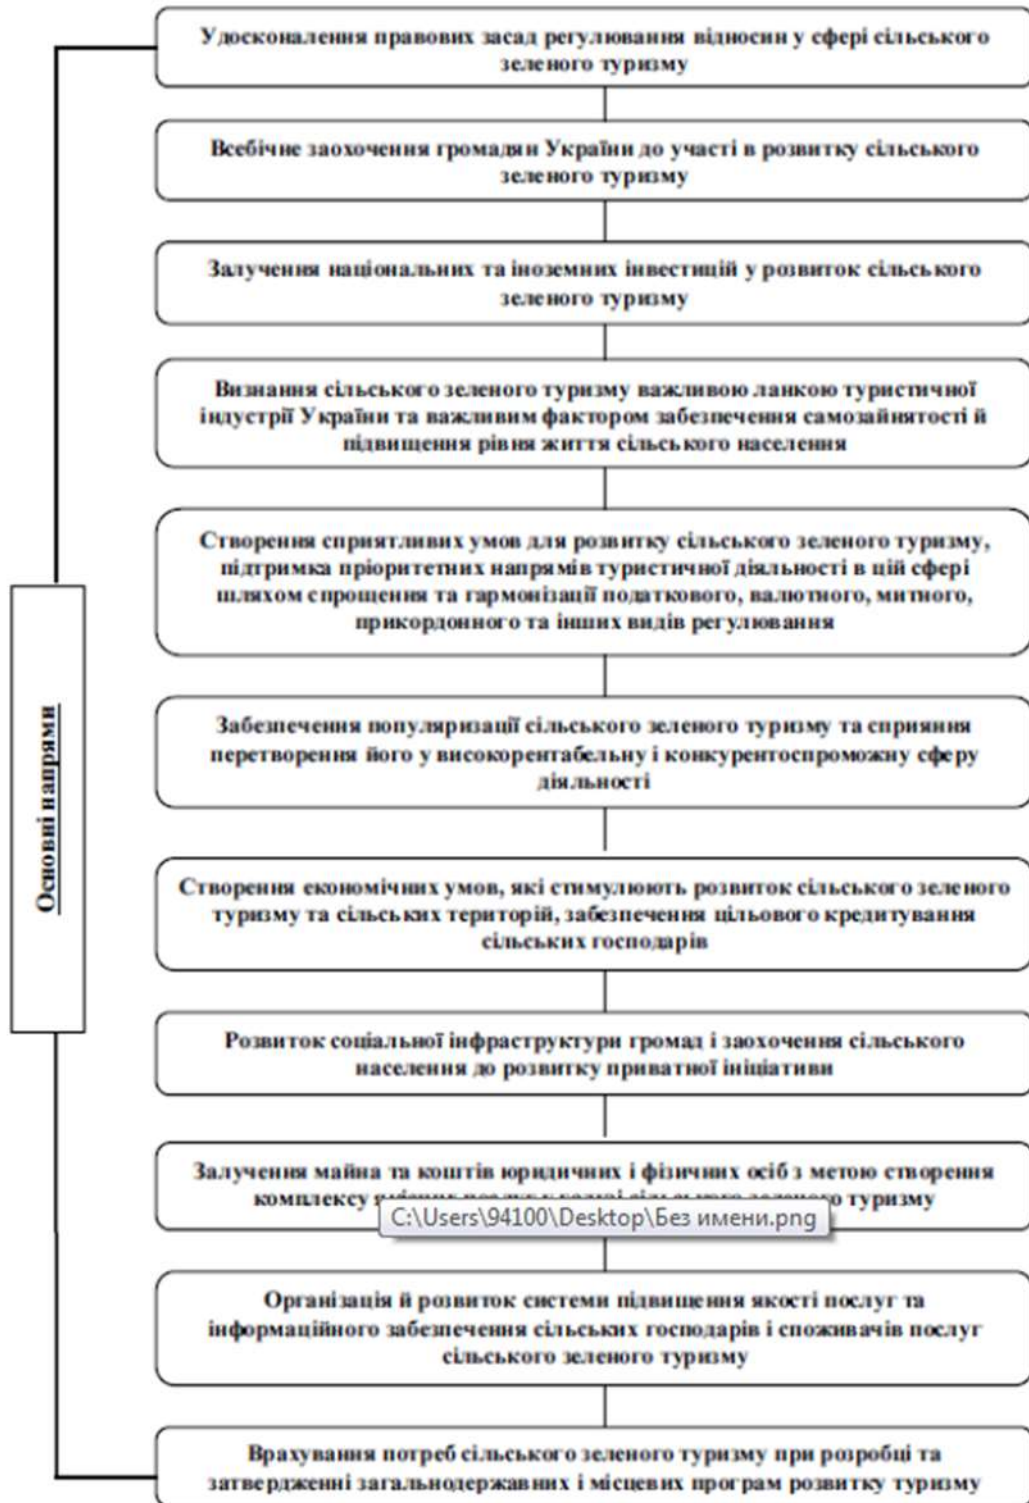 Удосконалення правових засад регулювання відносин у сфері сільського
зеленого туризму
Всебічне заохочення громадян України до участі в розвитку сільського
зеленого туризму
Залучення національних та іноземних інвестицій у розвиток сільського
зеленого туризму
Визнання сільського зеленого туризму важливою ланкою туристичної
індустрії України та важливим фактором забезпечення самозайнятості й
підвищення рівня життя сільського населення
Створення сприятливих умов для розвитку сільського зеленого туризму,
підтримка пріоритетних напрямів туристичної діяльності в цій сфері
шляхом спрощення та гармонізації податкового, валютного, митного,
прикордонного та інших видів регулювання
Основні напрями
Забезпечення популяризації сільського зеленого туризму та сприяння
перетворення його у високорентабельну і конкурентоспроможну сферу
діяльності
Створення економічних умов, які стимулюють розвиток сільського зеленого
туризму та сільських територій, забезпечення цільового кредитування
сільських господарів
Розвиток соціальної інфраструктури громад і заохочення сільського
населення до розвитку приватної ініціативи
Залучення майна та коштів юридичних і фізичних осіб з метою створення
комплексу туризму
C:\Users\94100\Desktop\Без имени.png
Організація й розвиток системи підвищення якості послуг та
інформаційного забезпечення сільських господарів і споживачів послуг
сільського зеленого туризму
Врахування потреб сільського зеленого туризму при розробці та
затвердженні загальнодержавних і місцевих програм розвитку туризму